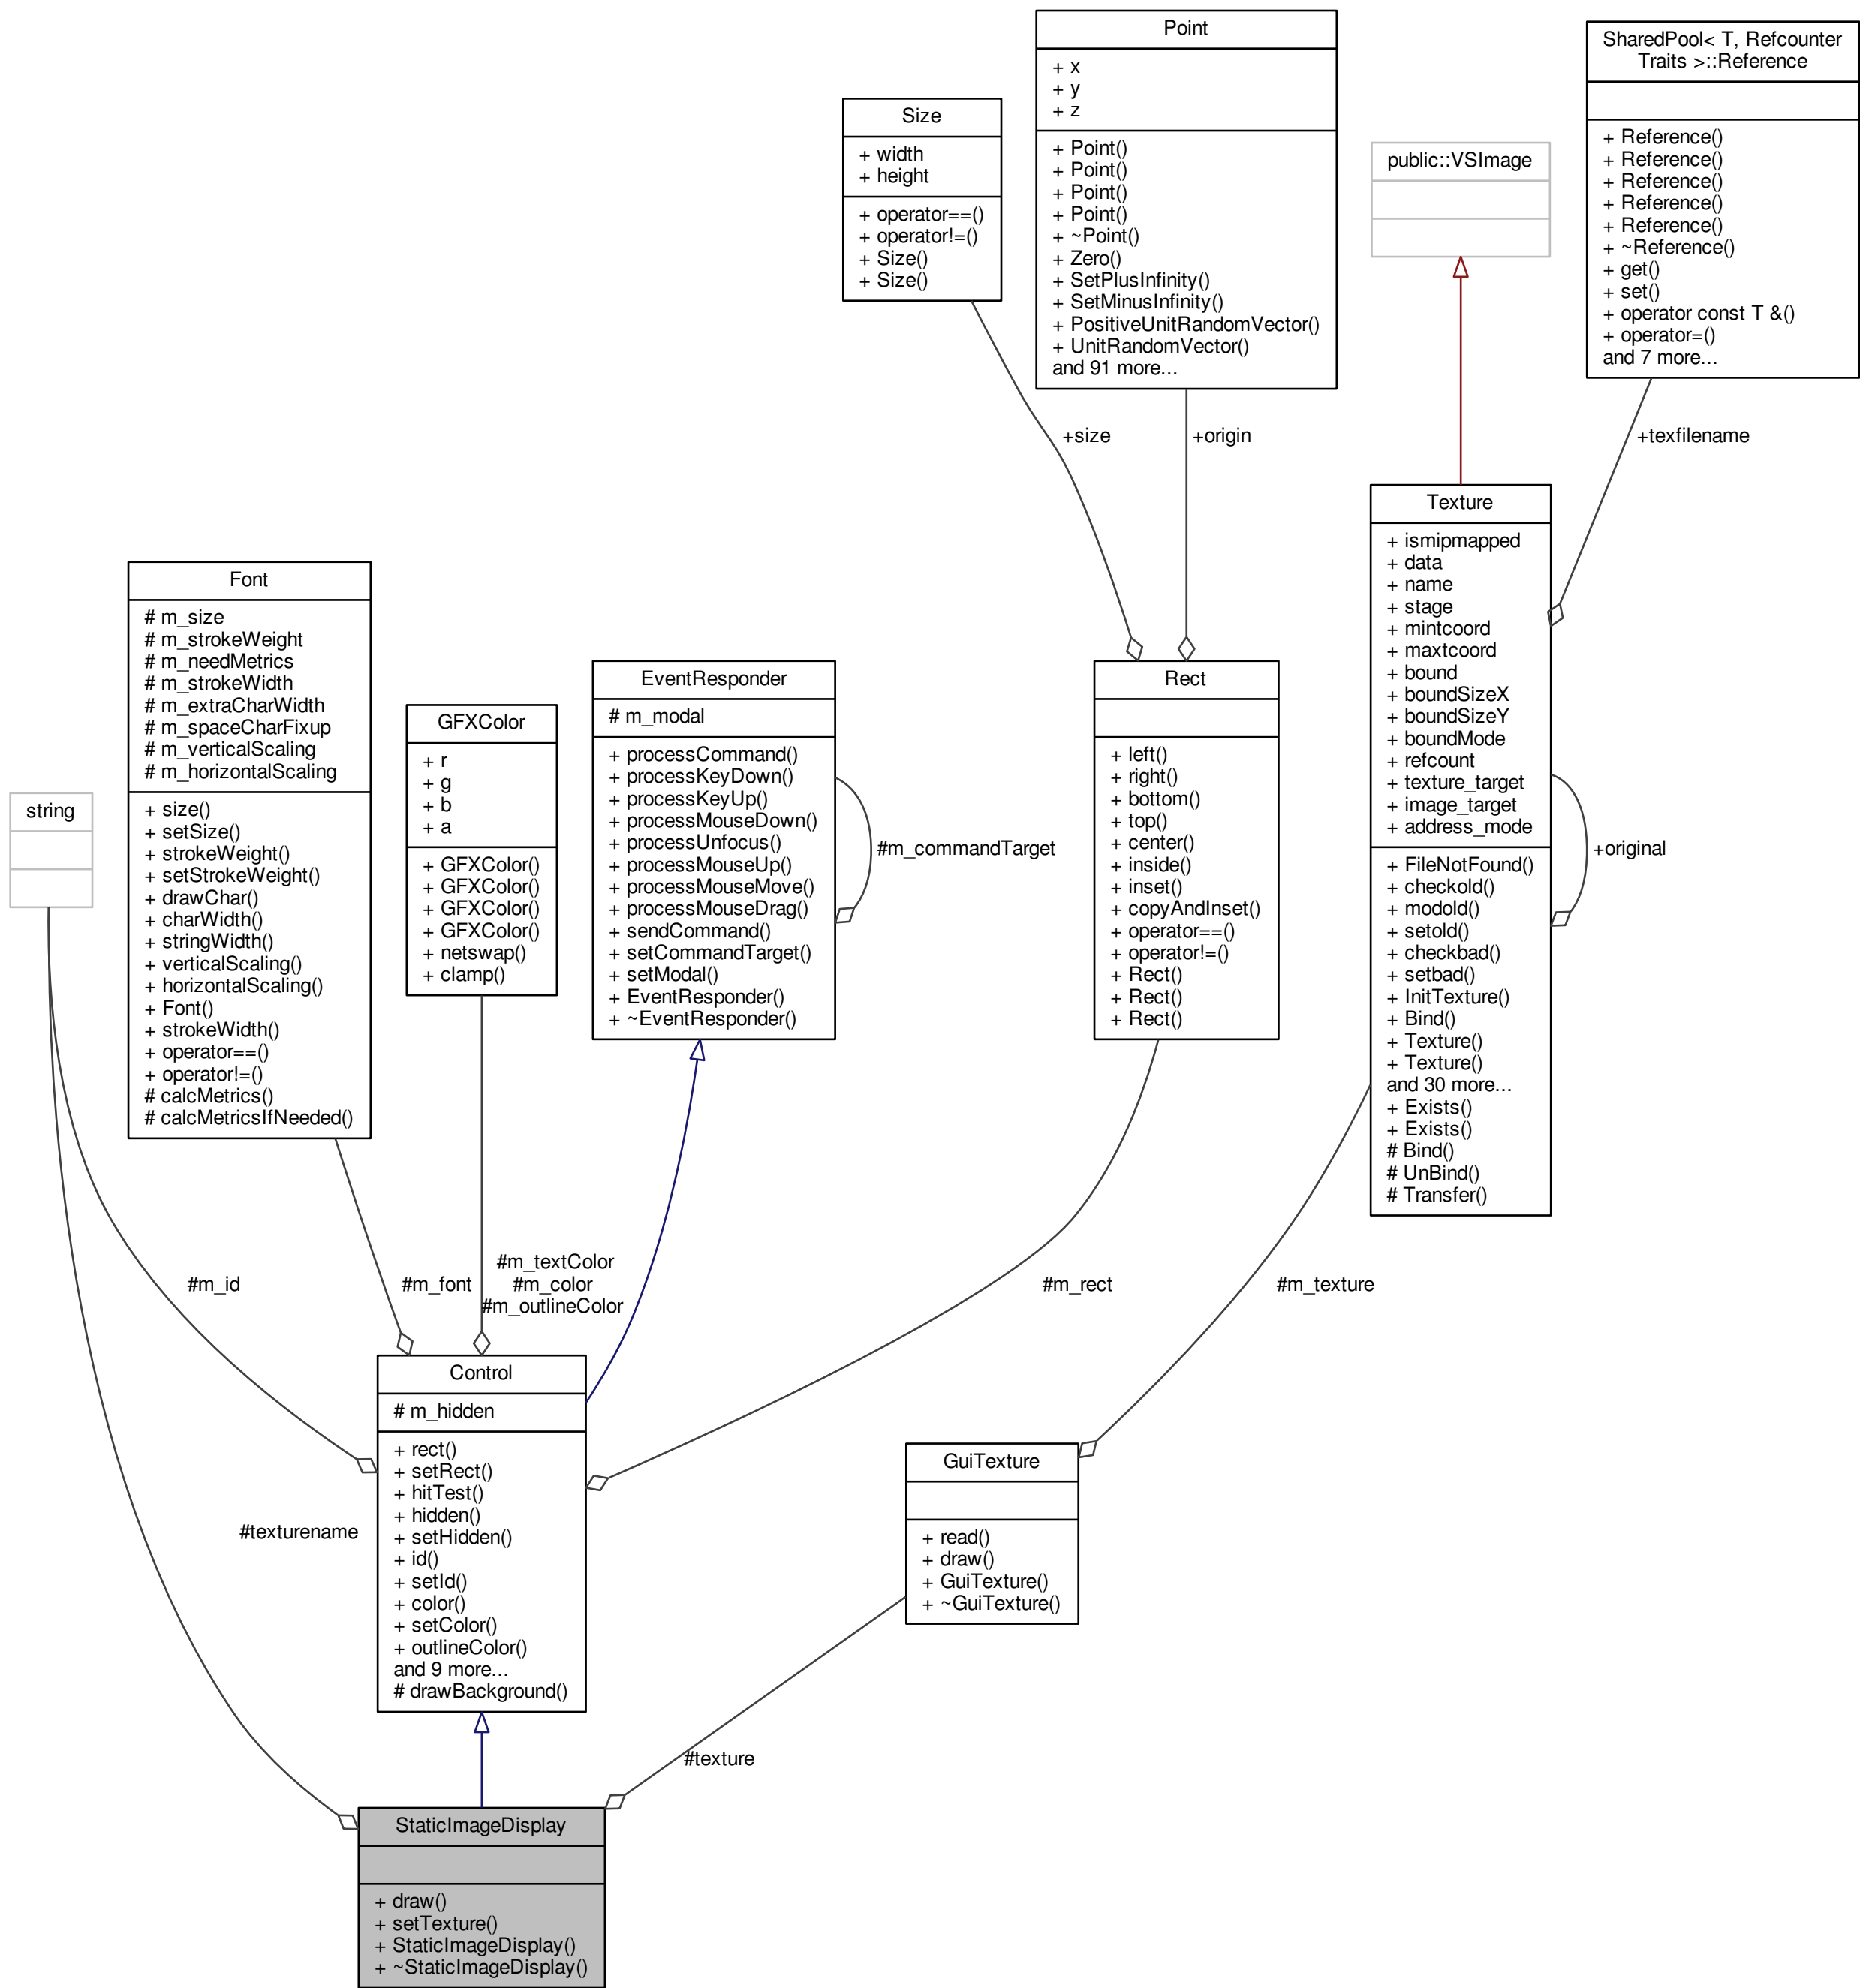 Point
+ x
+ y
+ z
+ Point()
+ Point()
+ Point()
+ Point()
+ ~Point()
+ Zero()
+ SetPlusInfinity()
+ SetMinusInfinity()
+ PositiveUnitRandomVector()
+ UnitRandomVector()
and 91 more...
SharedPool< T, Refcounter
Traits >::Reference
+ Reference()
+ Reference()
+ Reference()
+ Reference()
+ Reference()
+ ~Reference()
+ get()
+ set()
+ operator const T &()
+ operator=()
and 7 more...
Size
+ width
+ height
+ operator==()
+ operator!=()
+ Size()
+ Size()
public::VSImage
+size
+origin
+texfilename
Texture
+ ismipmapped
+ data
+ name
+ stage
+ mintcoord
+ maxtcoord
+ bound
+ boundSizeX
+ boundSizeY
+ boundMode
+ refcount
+ texture_target
+ image_target
+ address_mode
+ FileNotFound()
+ checkold()
+ modold()
+ setold()
+ checkbad()
+ setbad()
+ InitTexture()
+ Bind()
+ Texture()
+ Texture()
and 30 more...
+ Exists()
+ Exists()
# Bind()
# UnBind()
# Transfer()
+original
Font
# m_size
# m_strokeWeight
# m_needMetrics
# m_strokeWidth
# m_extraCharWidth
# m_spaceCharFixup
# m_verticalScaling
# m_horizontalScaling
+ size()
+ setSize()
+ strokeWeight()
+ setStrokeWeight()
+ drawChar()
+ charWidth()
+ stringWidth()
+ verticalScaling()
+ horizontalScaling()
+ Font()
+ strokeWidth()
+ operator==()
+ operator!=()
# calcMetrics()
# calcMetricsIfNeeded()
EventResponder
# m_modal
+ processCommand()
+ processKeyDown()
+ processKeyUp()
+ processMouseDown()
+ processUnfocus()
+ processMouseUp()
+ processMouseMove()
+ processMouseDrag()
+ sendCommand()
+ setCommandTarget()
+ setModal()
+ EventResponder()
+ ~EventResponder()
#m_commandTarget
Rect
+ left()
+ right()
+ bottom()
+ top()
+ center()
+ inside()
+ inset()
+ copyAndInset()
+ operator==()
+ operator!=()
+ Rect()
+ Rect()
+ Rect()
GFXColor
+ r
+ g
+ b
+ a
+ GFXColor()
+ GFXColor()
+ GFXColor()
+ GFXColor()
+ netswap()
+ clamp()
string
#m_id
#m_font
#m_textColor
#m_color
#m_outlineColor
#m_rect
#m_texture
Control
# m_hidden
+ rect()
+ setRect()
+ hitTest()
+ hidden()
+ setHidden()
+ id()
+ setId()
+ color()
+ setColor()
+ outlineColor()
and 9 more...
# drawBackground()
GuiTexture
+ read()
+ draw()
+ GuiTexture()
+ ~GuiTexture()
#texturename
#texture
StaticImageDisplay
+ draw()
+ setTexture()
+ StaticImageDisplay()
+ ~StaticImageDisplay()